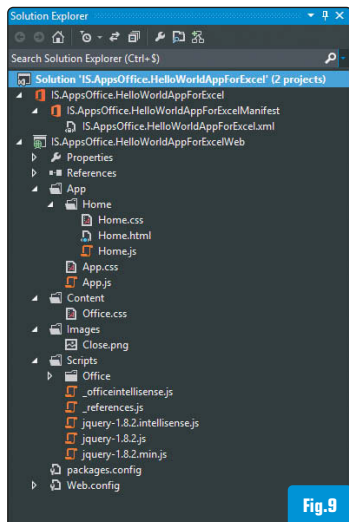 Solution Explorer
Search Solution Explorer (Ctrl+$)
Solution 'IS.AppsOffice.HelloWorldAppForExcel' (2 projects)
IS.AppsOffice.HelloWorldAppForExcel
IS.AppsOffice.HelloWorldAppForExcelManifest
IS.AppsOffice.HelloWorldAppForExcel.xml
IS.AppsOffice.HelloWorldAppForExcelWeb
Properties
References
App
Home
Home.css
Home.html
Home.js
App.css
App.js
Content
Office.css
Images
Close.png
Scripts
Office
_officeintellisense.js
_references.js
jquery-1.8.2.intellisense.js
jquery-1.8.2.js
jquery-1.8.2.min.js
packages.config
Web.config
Fig.9